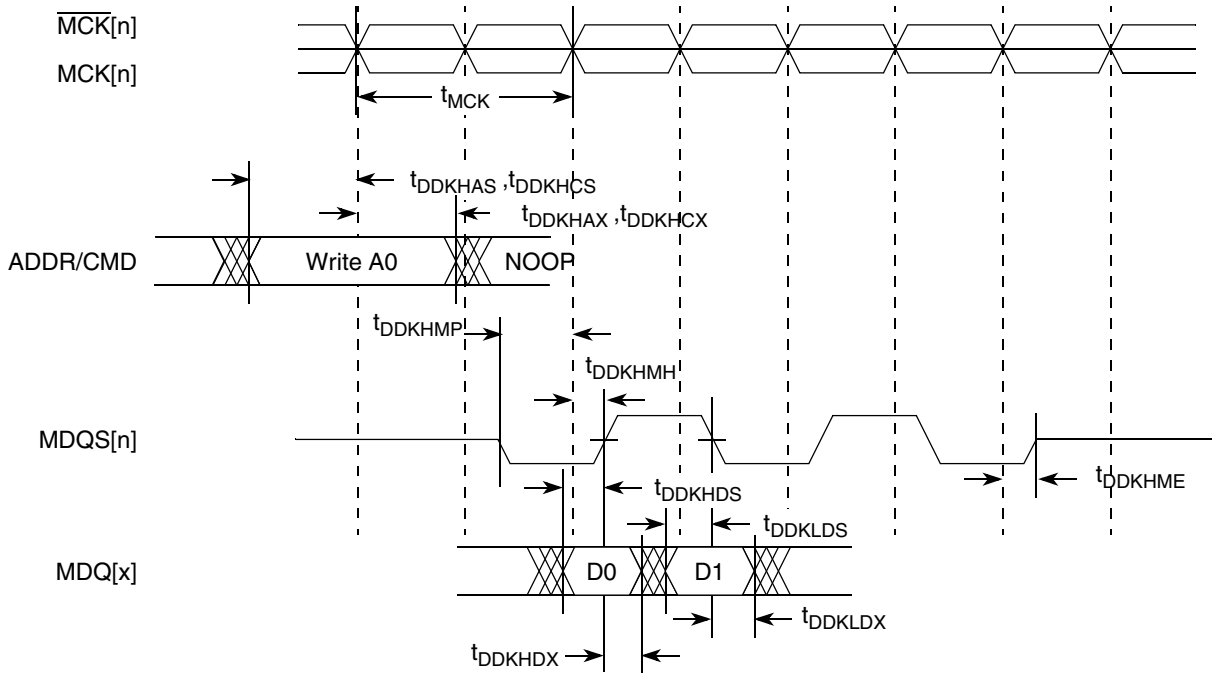 MCK[n]
MCK[n]
tMCK
tDDKHAS ,tDDKHCS
tDDKHAX ,tDDKHCX
ADDR/CMD
Write A0
NOOP
tDDKHMP
tDDKHMH
MDQS[n]
tDDKHME
tDDKHDS
tDDKLDS
MDQ[x]
D0
D1
tDDKLDX
tDDKHDX